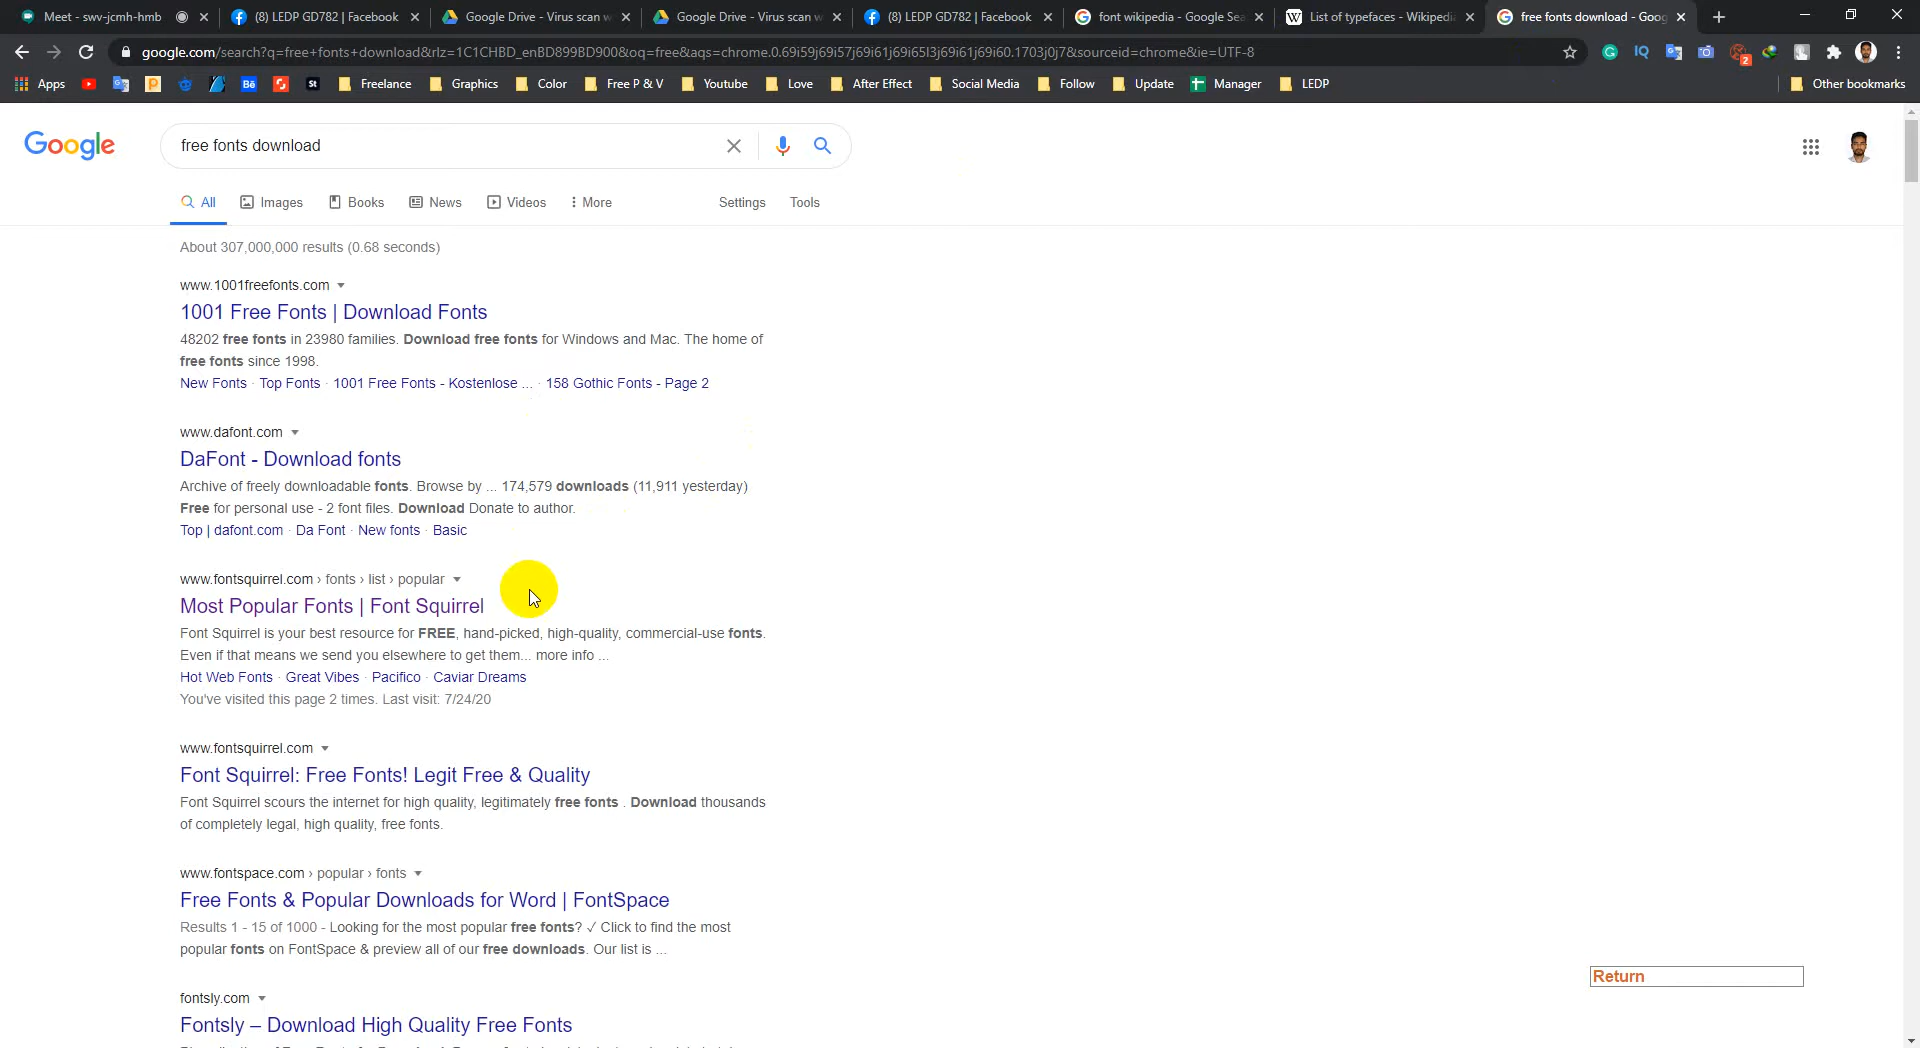 Meet - swv-jcmh-hmb
(8) LEDP GD782 | Facebook
Google Drive - Virus scan w
Google Drive - Virus scan w
(8) LEDP GD782 | Facebook
font wikipedia - Google Sea
List of typefaces - Wikipedia
free fonts download - Goog
google.com/search?q=free+fonts+download&rlz=1C1CHBD_enBD899BD900&oq=free&aqs=chrome.0.69i59j69i57j69i61j69i65l3j69i61j69i60.1703j0j7&sourceid=chrome&ie=UTF-8
Apps
Freelance
Graphics
Color
Free P & V
Youtube
Love
After Effect
Social Media
Follow
Update
Manager
LEDP
Other bookmarks
Google
free fonts download
All
Images
Books
News
Videos
More
Settings
Tools
About 307,000,000 results (0.68 seconds)
www.1001freefonts.com
1001 Free Fonts | Download Fonts
48202 free fonts in 23980 families. Download free fonts for Windows and Mac. The home of
free fonts since 1998.
New Fonts · Top Fonts · 1001 Free Fonts - Kostenlose ... · 158 Gothic Fonts - Page 2
www.dafont.com
DaFont - Download fonts
Archive of freely downloadable fonts. Browse by ... 174,579 downloads (11,911 yesterday)
Free for personal use - 2 font files. Download Donate to author.
Top | dafont.com · Da Font · New fonts · Basic
www.fontsquirrel.com › fonts › list › popular
Most Popular Fonts | Font Squirrel
Font Squirrel is your best resource for FREE, hand-picked, high-quality, commercial-use fonts.
Even if that means we send you elsewhere to get them... more info ...
Hot Web Fonts · Great Vibes · Pacifico · Caviar Dreams
You've visited this page 2 times. Last visit: 7/24/20
www.fontsquirrel.com
Font Squirrel: Free Fonts! Legit Free & Quality
Font Squirrel scours the internet for high quality, legitimately free fonts . Download thousands
of completely legal, high quality, free fonts.
www.fontspace.com › popular › fonts
Free Fonts & Popular Downloads for Word | FontSpace
Results 1 - 15 of 1000 - Looking for the most popular free fonts? ✓ Click to find the most
popular fonts on FontSpace & preview all of our free downloads. Our list is ...
Return
fontsly.com
Fontsly – Download High Quality Free Fonts